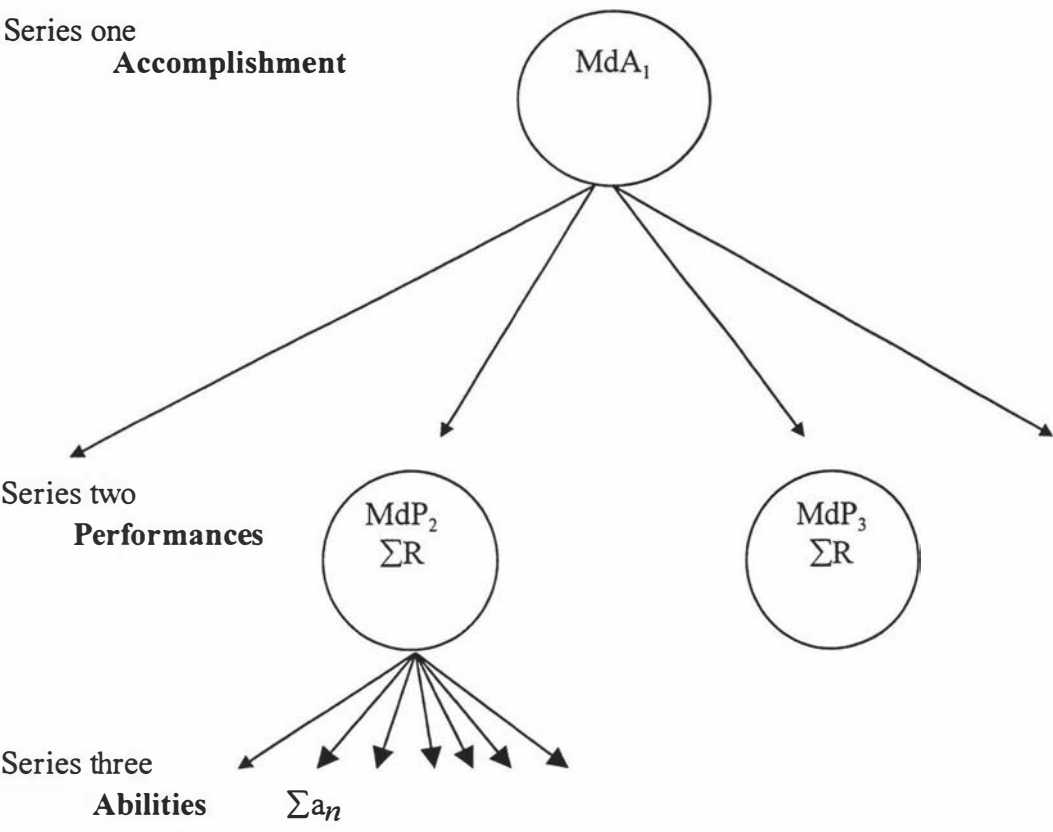 Series one
Accomplishment
MdA₁
Series two
Performances
MdP₂
∑R
MdP₃
∑R
Series three
Abilities
∑aₙ